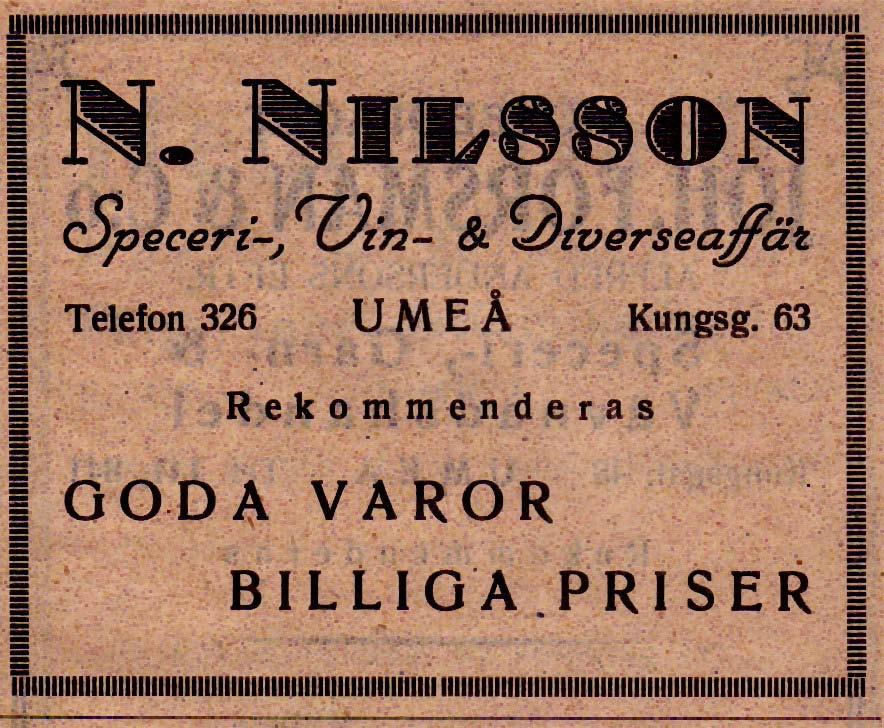 N. NILSSON
Speceri-, Vin- & Diverseaffär
Telefon 326 UMEÅ Kungsg. 63
Rekommenderas
GODA VAROR
BILLIGA PRISER